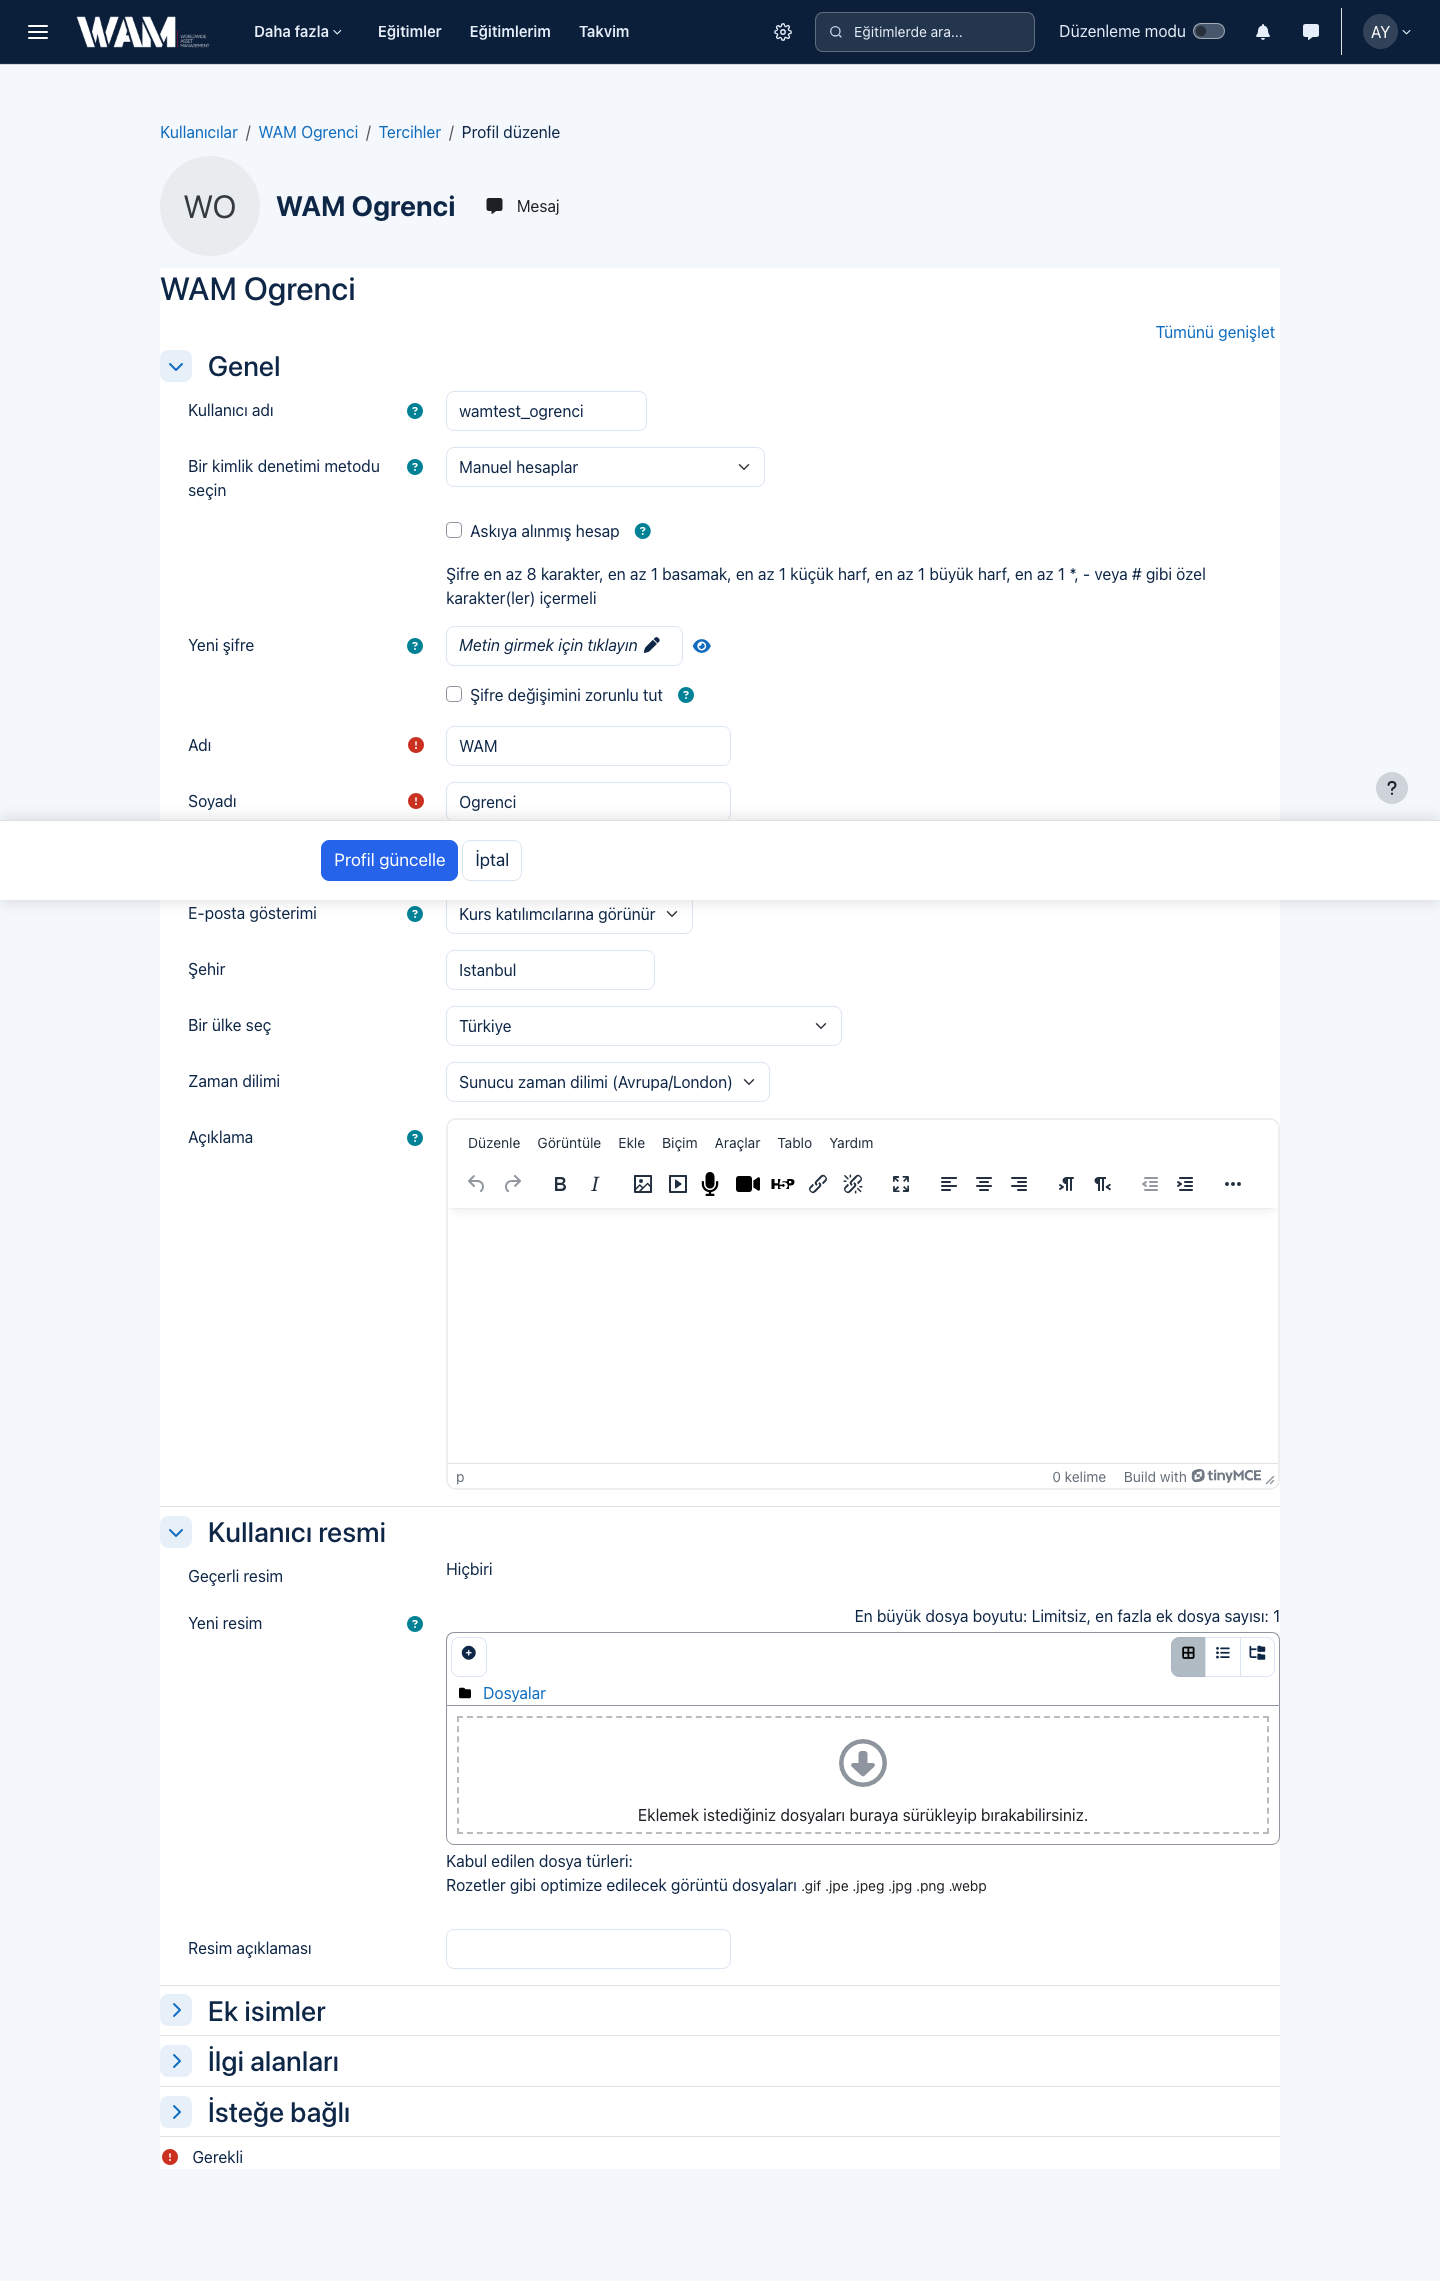 WAM WORLDWIDE ASSET MANAGEMENT
Daha fazla Eğitimler Eğitimlerim Takvim Eğitimlerde ara... Düzenleme modu AY
Kullanıcılar / WAM Ogrenci / Tercihler / Profil düzenle
WO WAM Ogrenci Mesaj
WAM Ogrenci
Tümünü genişlet
Genel
Kullanıcı adı ? wamtest_ogrenci
Bir kimlik denetimi metodu seçin ? Manuel hesaplar
Askıya alınmış hesap ?
Şifre en az 8 karakter, en az 1 basamak, en az 1 küçük harf, en az 1 büyük harf, en az 1 *, - veya # gibi özel
karakter(ler) içermeli
Yeni şifre ? Metin girmek için tıklayın
Şifre değişimini zorunlu tut ?
Adı ! WAM
?
Soyadı ! Ogrenci
Profil güncelle İptal
E-posta gösterimi ? Kurs katılımcılarına görünür
Şehir Istanbul
Bir ülke seç Türkiye
Zaman dilimi Sunucu zaman dilimi (Avrupa/London)
Açıklama ?
Düzenle Görüntüle Ekle Biçim Araçlar Tablo Yardım
B I H5P
p 0 kelime Build with tinyMCE
Kullanıcı resmi
Geçerli resim Hiçbiri
Yeni resim ? En büyük dosya boyutu: Limitsiz, en fazla ek dosya sayısı: 1
Dosyalar
Eklemek istediğiniz dosyaları buraya sürükleyip bırakabilirsiniz.
Kabul edilen dosya türleri:
Rozetler gibi optimize edilecek görüntü dosyaları .gif .jpe .jpeg .jpg .png .webp
Resim açıklaması
Ek isimler
İlgi alanları
İsteğe bağlı
! Gerekli